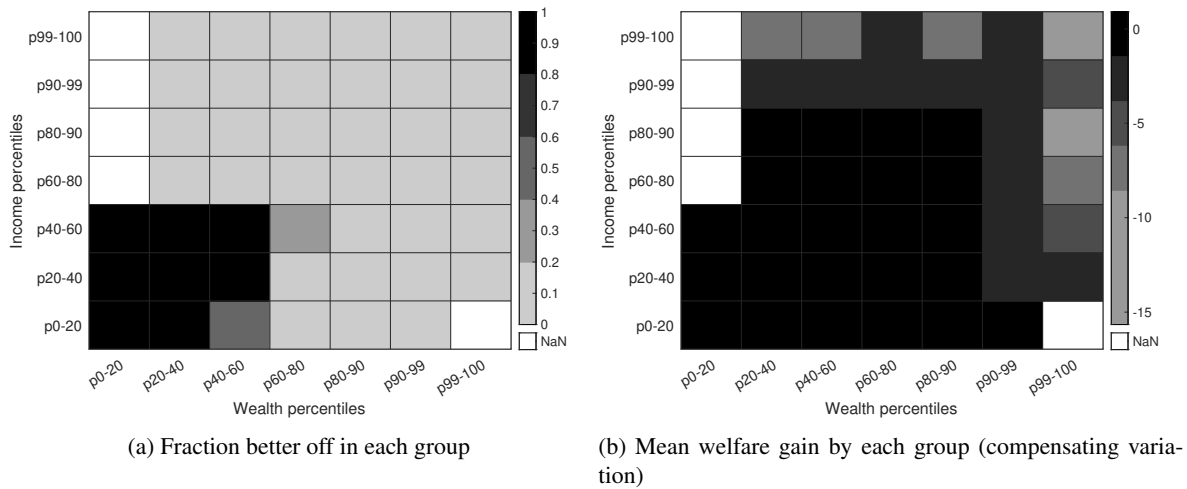 p99-100
p90-99
p80-90
p60-80
p40-60
p20-40
p0-20
Income percentiles
p0-20
p20-40
p40-60
p60-80
p80-90
p90-99
p99-100
Wealth percentiles
1
0.9
0.8
0.7
0.6
0.5
0.4
0.3
0.2
0.1
0
NaN
(a) Fraction better off in each group
p99-100
p90-99
p80-90
p60-80
p40-60
p20-40
p0-20
Income percentiles
p0-20
p20-40
p40-60
p60-80
p80-90
p90-99
p99-100
Wealth percentiles
0
-5
-10
-15
NaN
(b) Mean welfare gain by each group (compensating varia-
tion)